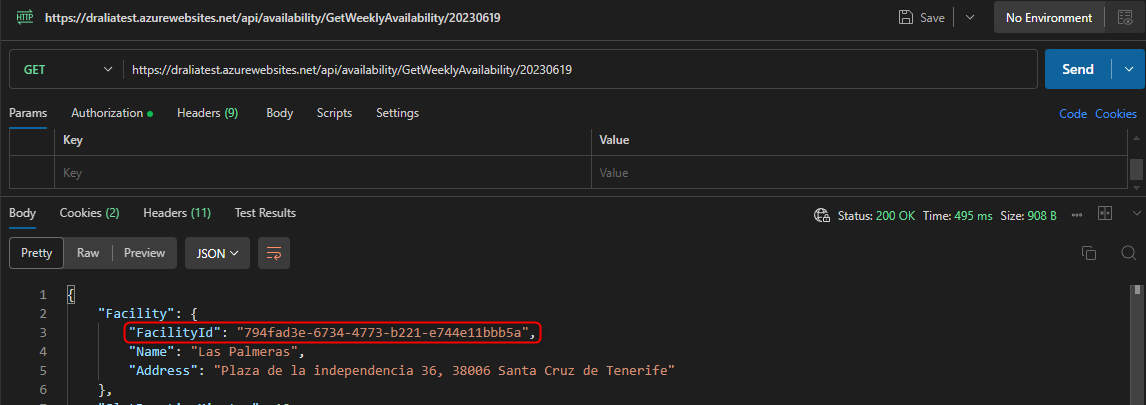 HTTP https://draliatest.azurewebsites.net/api/availability/GetWeeklyAvailability/20230619 Save No Environment
GET https://draliatest.azurewebsites.net/api/availability/GetWeeklyAvailability/20230619 Send
Params Authorization Headers (9) Body Scripts Settings Code Cookies
Key Value
Key Value
Body Cookies (2) Headers (11) Test Results Status: 200 OK Time: 495 ms Size: 908 B
Pretty Raw Preview JSON
1 {
2 "Facility": {
3 "FacilityId": "794fad3e-6734-4773-b221-e744e11bbb5a",
4 "Name": "Las Palmeras",
5 "Address": "Plaza de la independencia 36, 38006 Santa Cruz de Tenerife"
6 },